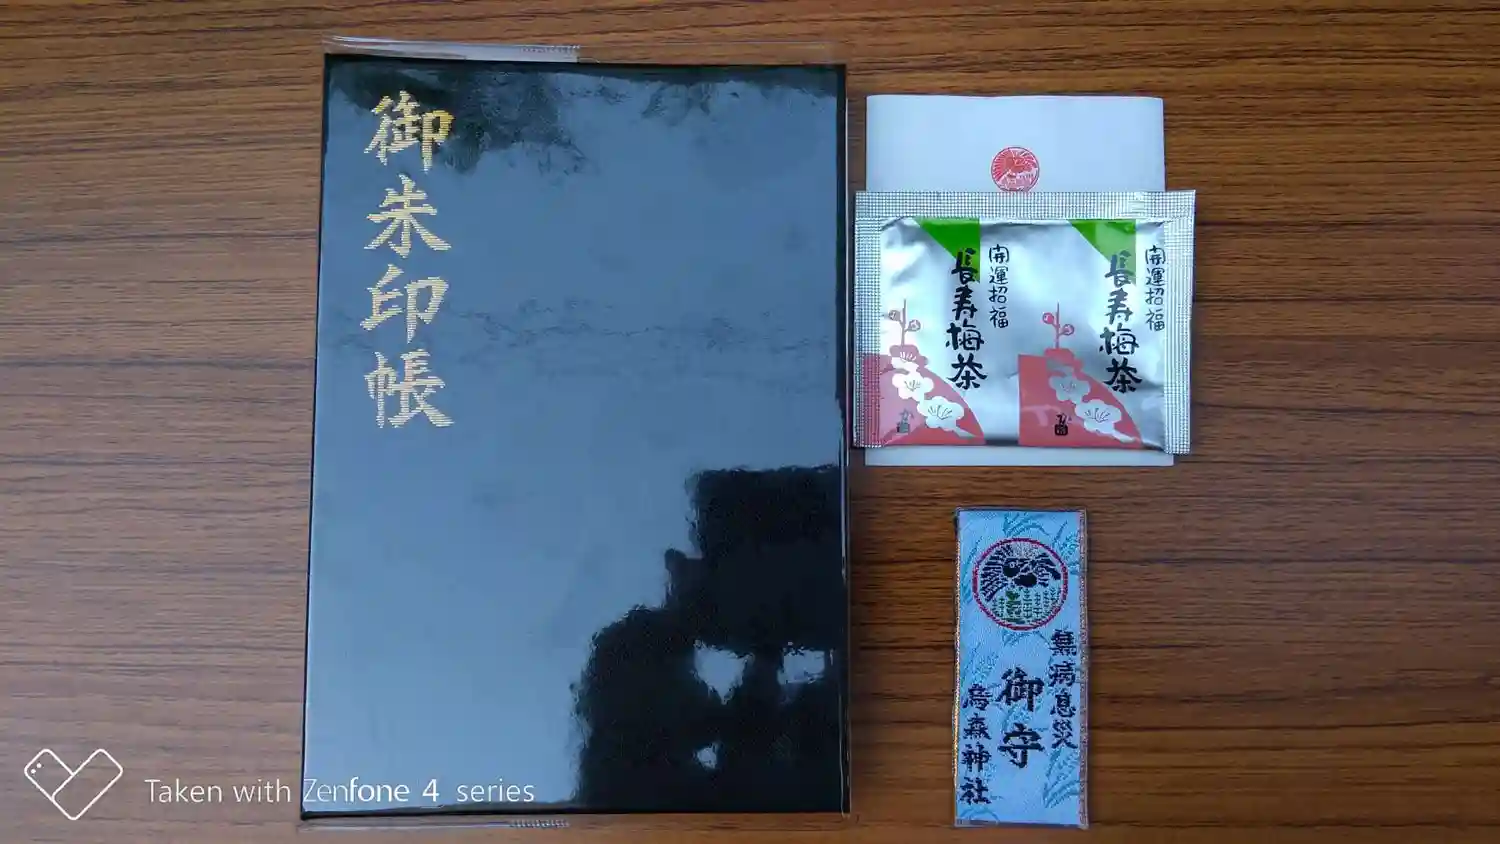 御朱印帳
開運招福
長寿梅茶
開運招福
長寿梅茶
無病息災
御守
烏森神社
Taken with Zenfone 4 series